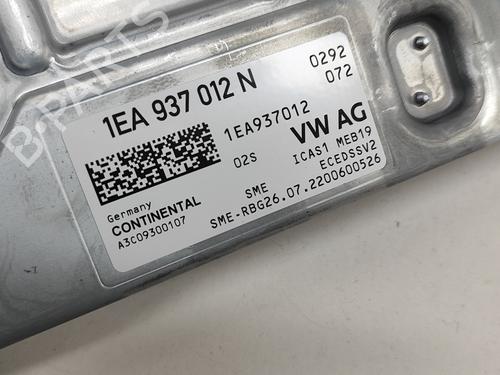 B-PARTS
1EA 937 012 N
0292
072
1EA937012
02S
VW AG
ICAS1 MEB19
ECEDSSV2
Germany
CONTINENTAL
A3C09300107
SME
SME-RBG26.07.2200600526